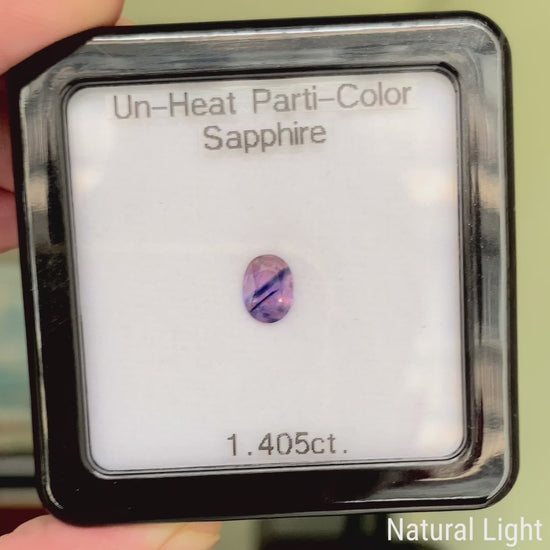 Un-Heat Parti-Color
Sapphire
1.405ct.
Natural Light